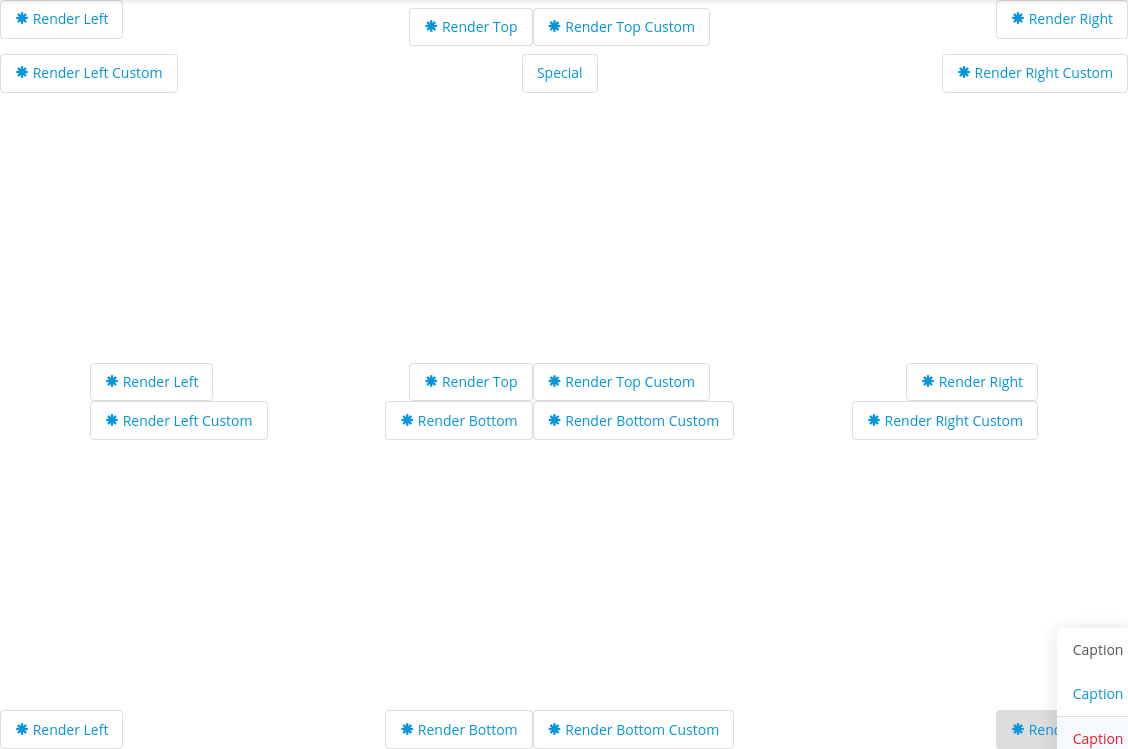 Render Left
Render Top
Render Top Custom
Render Right
Render Left Custom
Special
Render Right Custom
Render Left
Render Top
Render Top Custom
Render Right
Render Left Custom
Render Bottom
Render Bottom Custom
Render Right Custom
Caption
Caption
Render Left
Render Bottom
Render Bottom Custom
Caption